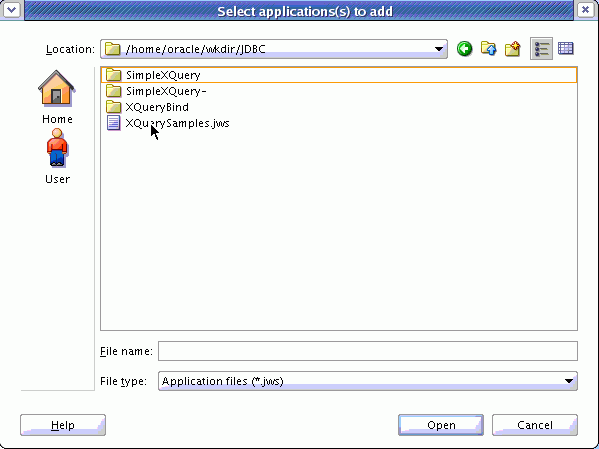 Select applications(s) to add
Location: /home/oracle/wkdir/JDBC
SimpleXQuery
SimpleXQuery-
XQueryBind
XQuerySamples.jws
Home
User
File name:
File type: Application files (*.jws)
Help Open Cancel